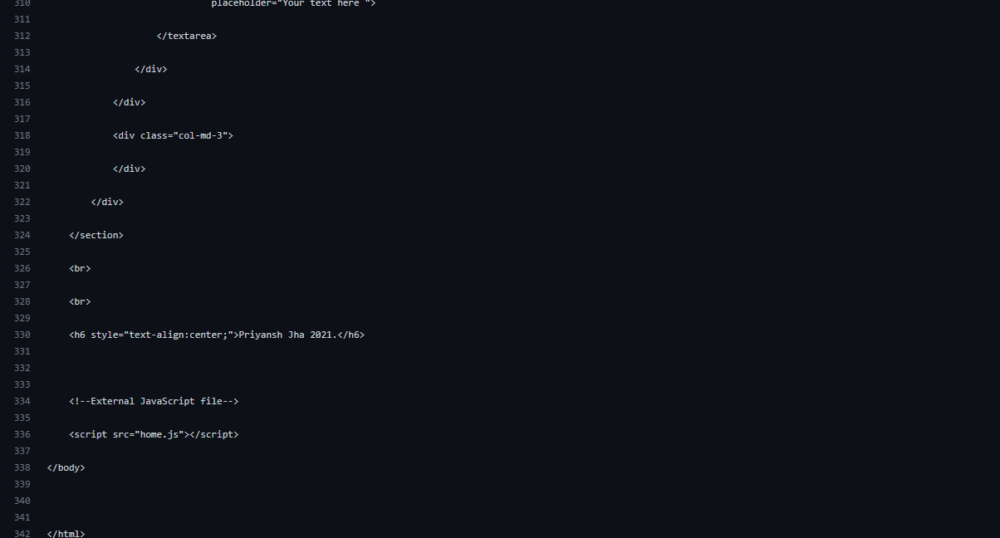 310 placeholder="Your text here ">
311
312 </textarea>
313
314 </div>
315
316 </div>
317
318 <div class="col-md-3">
319
320 </div>
321
322 </div>
323
324 </section>
325
326 <br>
327
328 <br>
329
330 <h6 style="text-align:center;">Priyansh Jha 2021.</h6>
331
332
333
334 <!--External JavaScript file-->
335
336 <script src="home.js"></script>
337
338 </body>
339
340
341
342 </html>